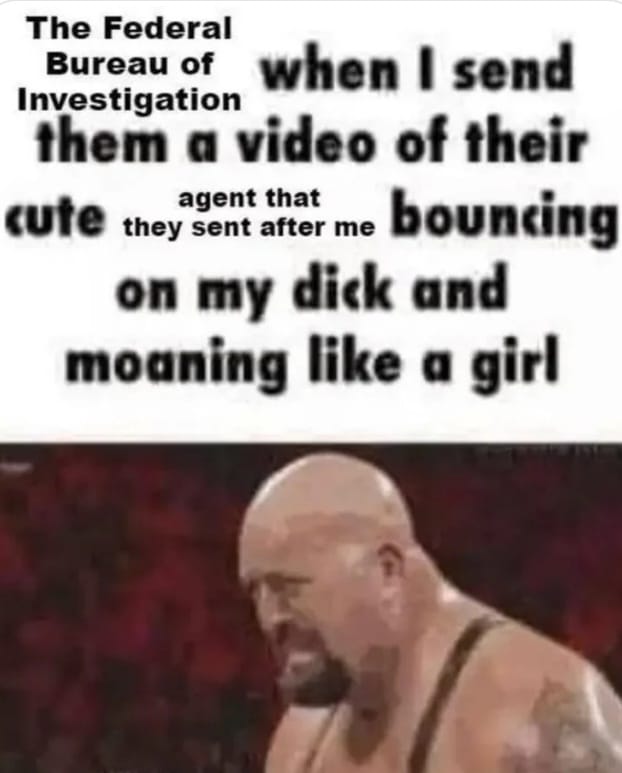 The Federal
Bureau of
Investigation
when I send
them a video of their
cute agent that
they sent after me bouncing
on my dick and
moaning like a girl